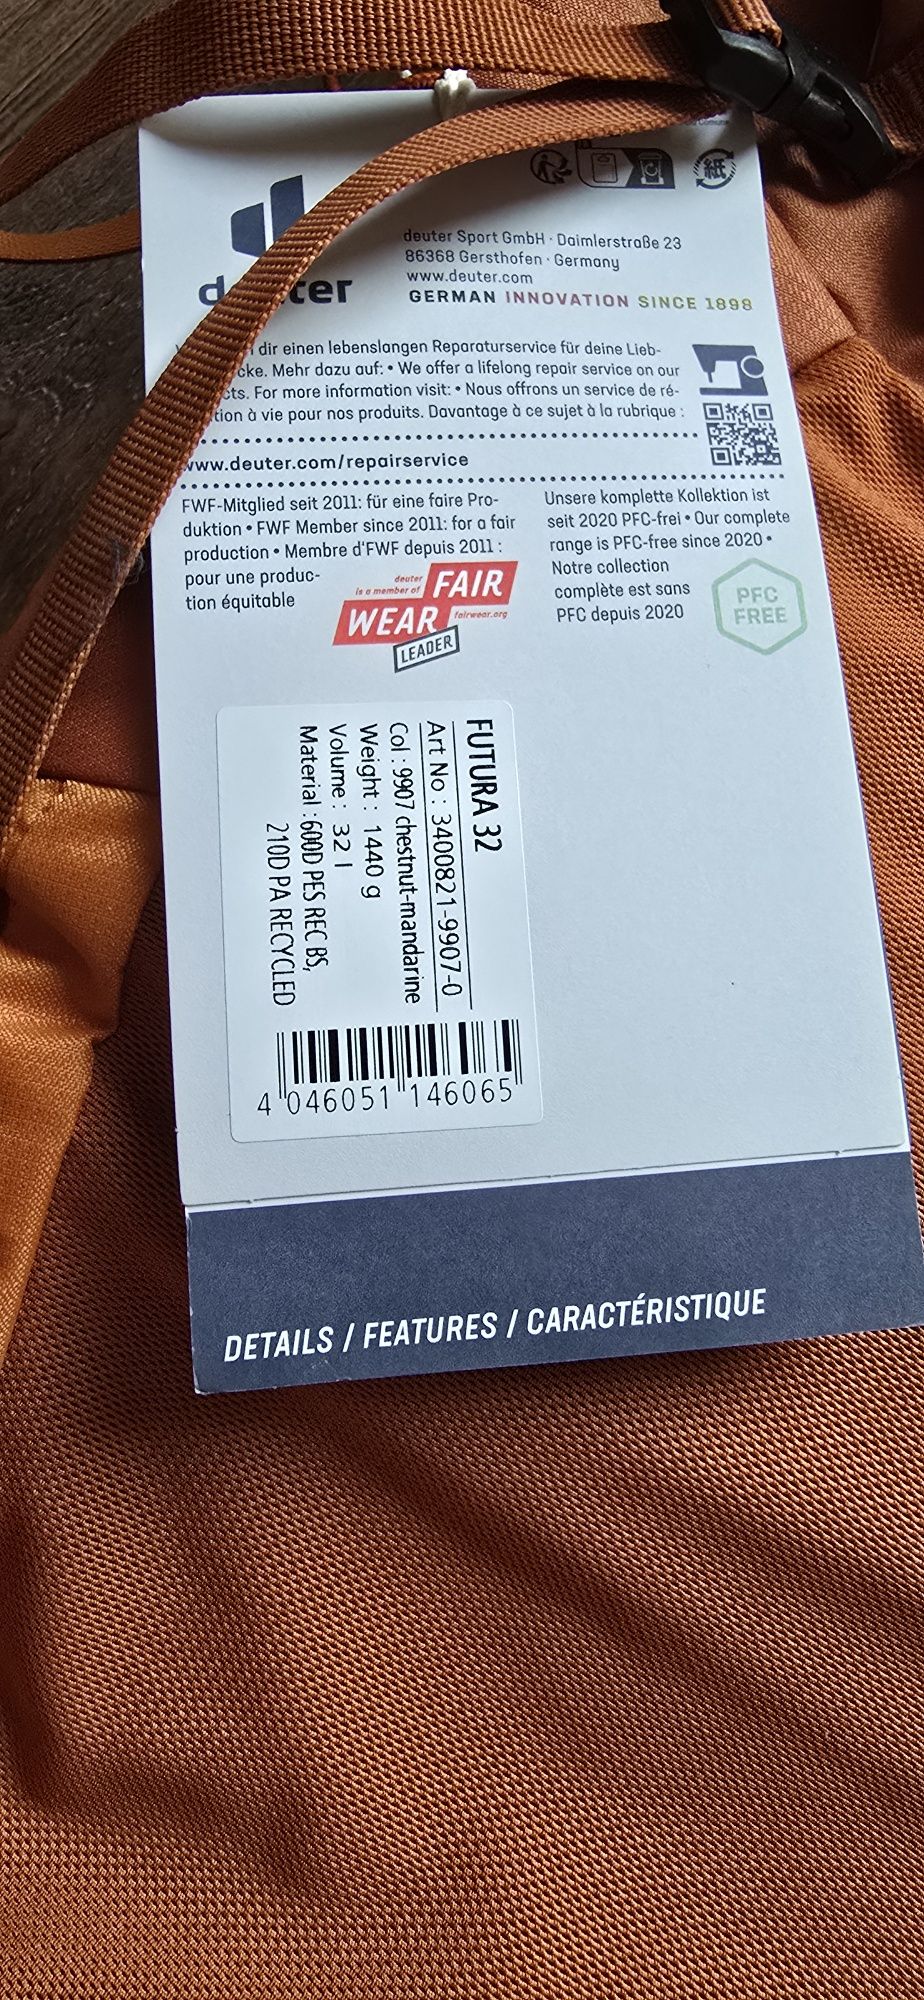 紙
deuter Sport GmbH · Daimlerstraße 23
86368 Gersthofen · Germany
www.deuter.com
GERMAN INNOVATION SINCE 1898
dir einen lebenslangen Reparaturservice für deine Lieb-
cke. Mehr dazu auf: • We offer a lifelong repair service on our
cts. For more information visit: • Nous offrons un service de ré-
tion à vie pour nos produits. Davantage à ce sujet à la rubrique :
www.deuter.com/repairservice
FWF-Mitglied seit 2011: für eine faire Pro-
duktion • FWF Member since 2011: for a fair
production • Membre d'FWF depuis 2011 :
pour une produc-
tion équitable
deuter
is a member of
FAIR
WEAR
fairwear.org
LEADER
Unsere komplette Kollektion ist
seit 2020 PFC-frei • Our complete
range is PFC-free since 2020 •
Notre collection
complète est sans
PFC depuis 2020
PFC
FREE
FUTURA 32
Art No : 3400821-9907-0
Col : 9907 chestnut-mandarine
Weight : 1440 g
Volume : 32 l
Material : 600D PES REC BS,
210D PA RECYCLED
4 046051 146065
DETAILS / FEATURES / CARACTÉRISTIQUE